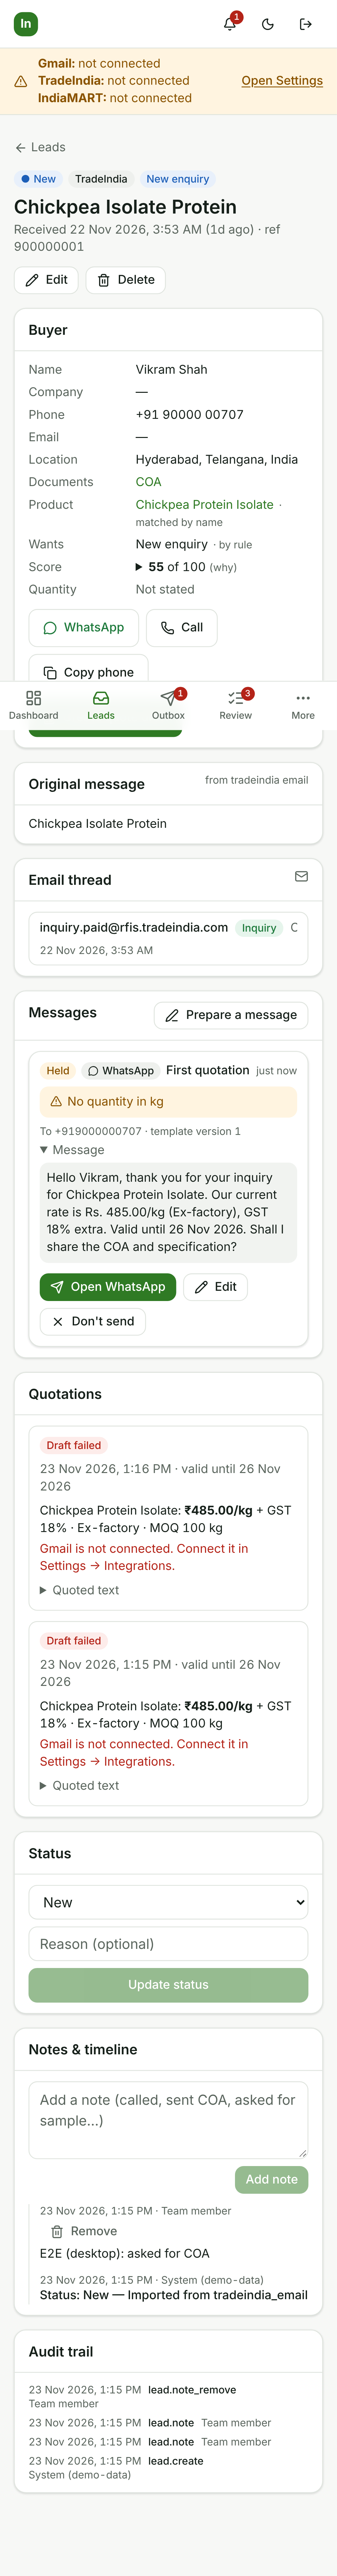 In
1
Gmail: not connected
TradeIndia: not connected
IndiaMART: not connected
Open Settings
← Leads
New
TradeIndia
New enquiry
Chickpea Isolate Protein
Received 22 Nov 2026, 3:53 AM (1d ago) · ref
900000001
Edit
Delete
Buyer
Name Vikram Shah
Company —
Phone +91 90000 00707
Email —
Location Hyderabad, Telangana, India
Documents COA
Product Chickpea Protein Isolate ·
matched by name
Wants New enquiry · by rule
Score ▶ 55 of 100 (why)
Quantity Not stated
WhatsApp
Call
Copy phone
Dashboard
Leads
Outbox 1
Review 3
More
Original message
from tradeindia email
Chickpea Isolate Protein
Email thread
inquiry.paid@rfis.tradeindia.com Inquiry
22 Nov 2026, 3:53 AM
Messages
Prepare a message
Held WhatsApp First quotation just now
No quantity in kg
To +919000000707 · template version 1
▼ Message
Hello Vikram, thank you for your inquiry
for Chickpea Protein Isolate. Our current
rate is Rs. 485.00/kg (Ex-factory), GST
18% extra. Valid until 26 Nov 2026. Shall I
share the COA and specification?
Open WhatsApp
Edit
Don't send
Quotations
Draft failed
23 Nov 2026, 1:16 PM · valid until 26 Nov
2026
Chickpea Protein Isolate: ₹485.00/kg + GST
18% · Ex-factory · MOQ 100 kg
Gmail is not connected. Connect it in
Settings → Integrations.
▶ Quoted text
Draft failed
23 Nov 2026, 1:15 PM · valid until 26 Nov
2026
Chickpea Protein Isolate: ₹485.00/kg + GST
18% · Ex-factory · MOQ 100 kg
Gmail is not connected. Connect it in
Settings → Integrations.
▶ Quoted text
Status
New
Reason (optional)
Update status
Notes & timeline
Add a note (called, sent COA, asked for
sample...)
Add note
23 Nov 2026, 1:15 PM · Team member
Remove
E2E (desktop): asked for COA
23 Nov 2026, 1:15 PM · System (demo-data)
Status: New — Imported from tradeindia_email
Audit trail
23 Nov 2026, 1:15 PM lead.note_remove
Team member
23 Nov 2026, 1:15 PM lead.note Team member
23 Nov 2026, 1:15 PM lead.note Team member
23 Nov 2026, 1:15 PM lead.create
System (demo-data)